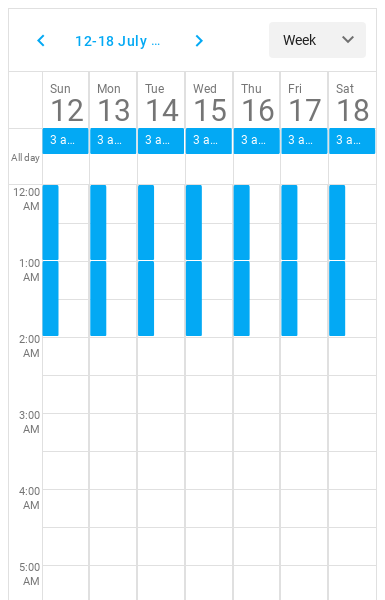 12-18 July ...
Week
Sun Mon Tue Wed Thu Fri Sat
12 13 14 15 16 17 18
3 a... 3 a... 3 a... 3 a... 3 a... 3 a... 3 a...
All day
12:00
AM
1:00
AM
2:00
AM
3:00
AM
4:00
AM
5:00
AM